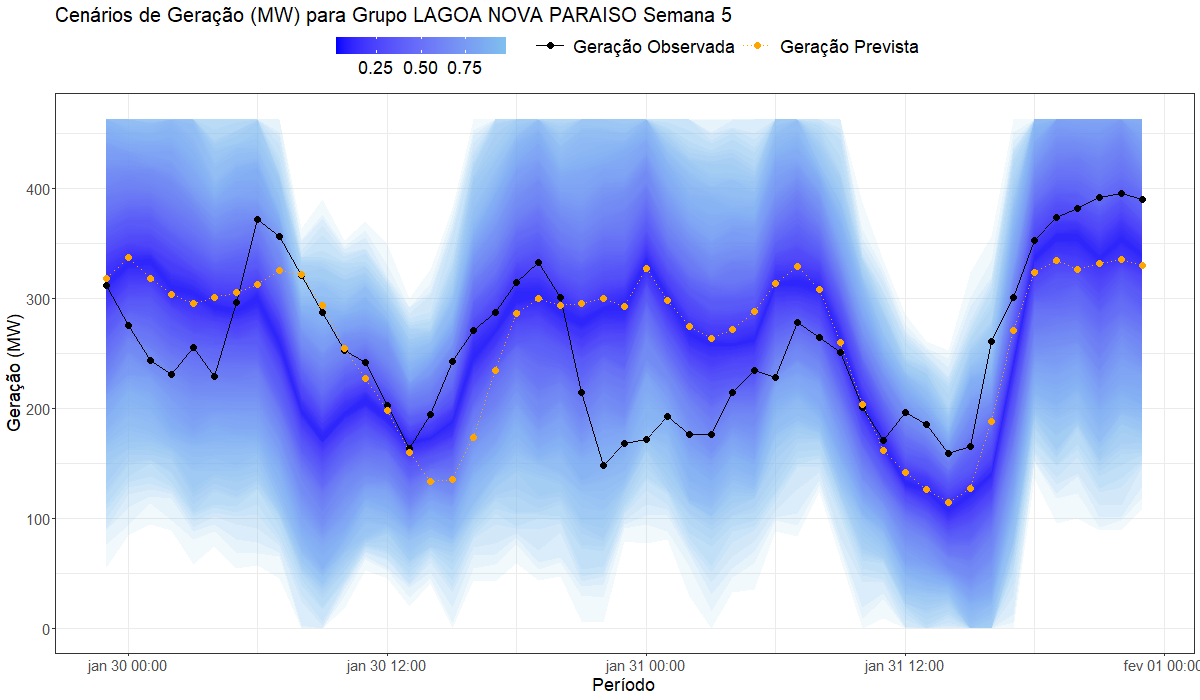 Cenários de Geração (MW) para Grupo LAGOA NOVA PARAISO Semana 5
0.25 0.50 0.75
Geração Observada
Geração Prevista
Geração (MW)
400
300
200
100
0
jan 30 00:00
jan 30 12:00
jan 31 00:00
jan 31 12:00
fev 01 00:00
Período